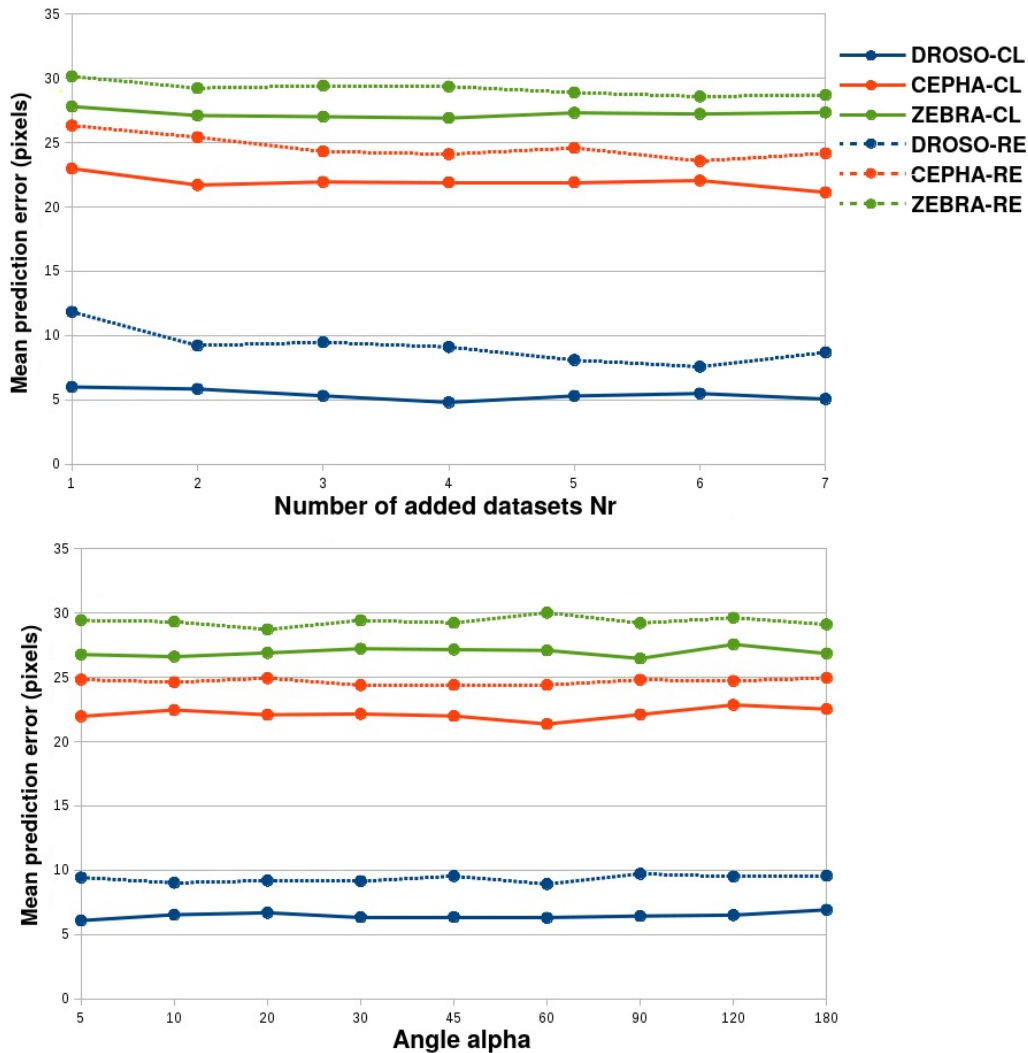 35
30
25
20
15
10
5
0
Mean prediction error (pixels)
1 2 3 4 5 6 7
Number of added datasets Nr
DROSO-CL
CEPHA-CL
ZEBRA-CL
DROSO-RE
CEPHA-RE
ZEBRA-RE
35
30
25
20
15
10
5
0
Mean prediction error (pixels)
5 10 20 30 45 60 90 120 180
Angle alpha